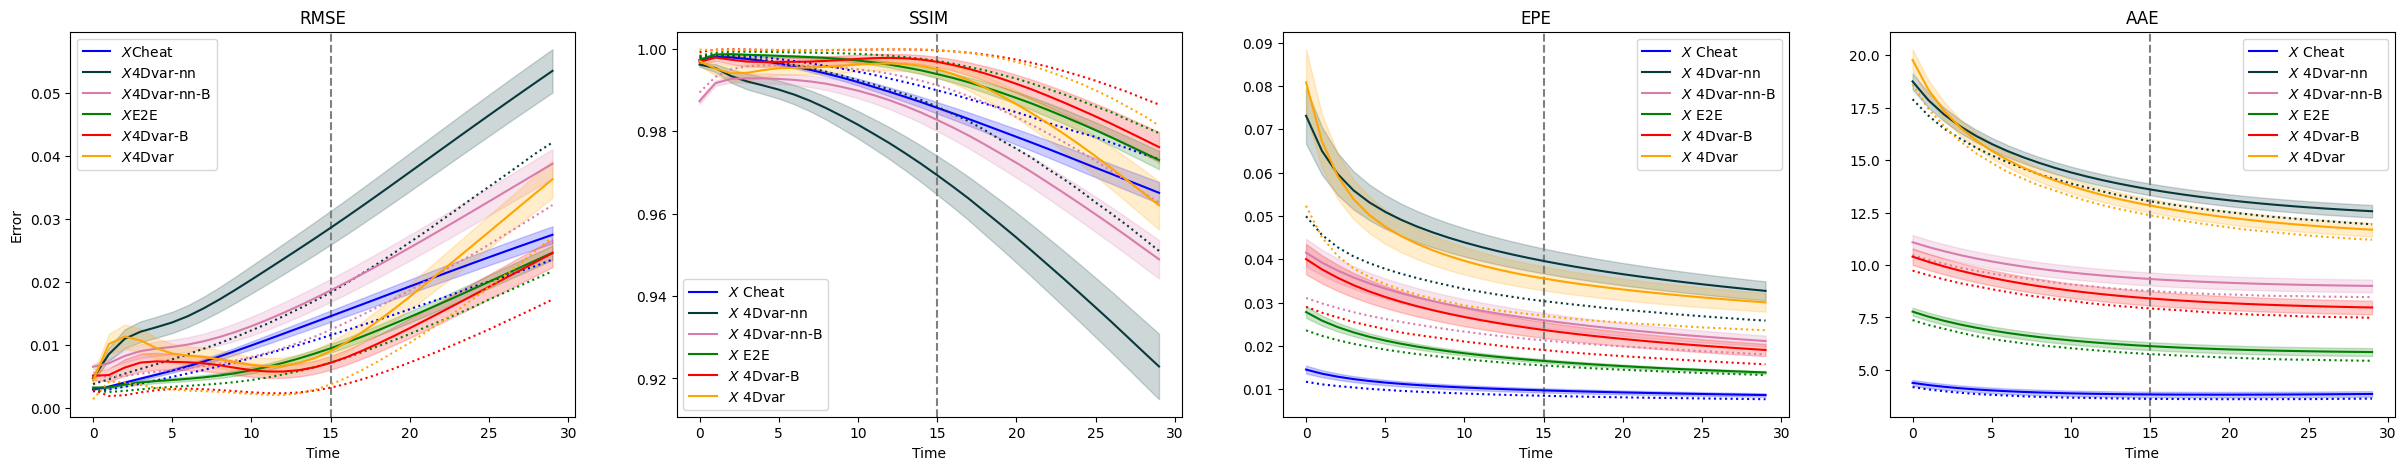 RMSE
XCheat
X4Dvar-nn
X4Dvar-nn-B
XE2E
X4Dvar-B
X4Dvar
0.05
0.04
0.03
0.02
0.01
0.00
Error
0 5 10 15 20 25 30
Time
SSIM
1.00
0.98
0.96
0.94
0.92
X Cheat
X 4Dvar-nn
X 4Dvar-nn-B
X E2E
X 4Dvar-B
X 4Dvar
0 5 10 15 20 25 30
Time
EPE
0.09
0.08
0.07
0.06
0.05
0.04
0.03
0.02
0.01
X Cheat
X 4Dvar-nn
X 4Dvar-nn-B
X E2E
X 4Dvar-B
X 4Dvar
0 5 10 15 20 25 30
Time
AAE
20.0
17.5
15.0
12.5
10.0
7.5
5.0
X Cheat
X 4Dvar-nn
X 4Dvar-nn-B
X E2E
X 4Dvar-B
X 4Dvar
0 5 10 15 20 25 30
Time